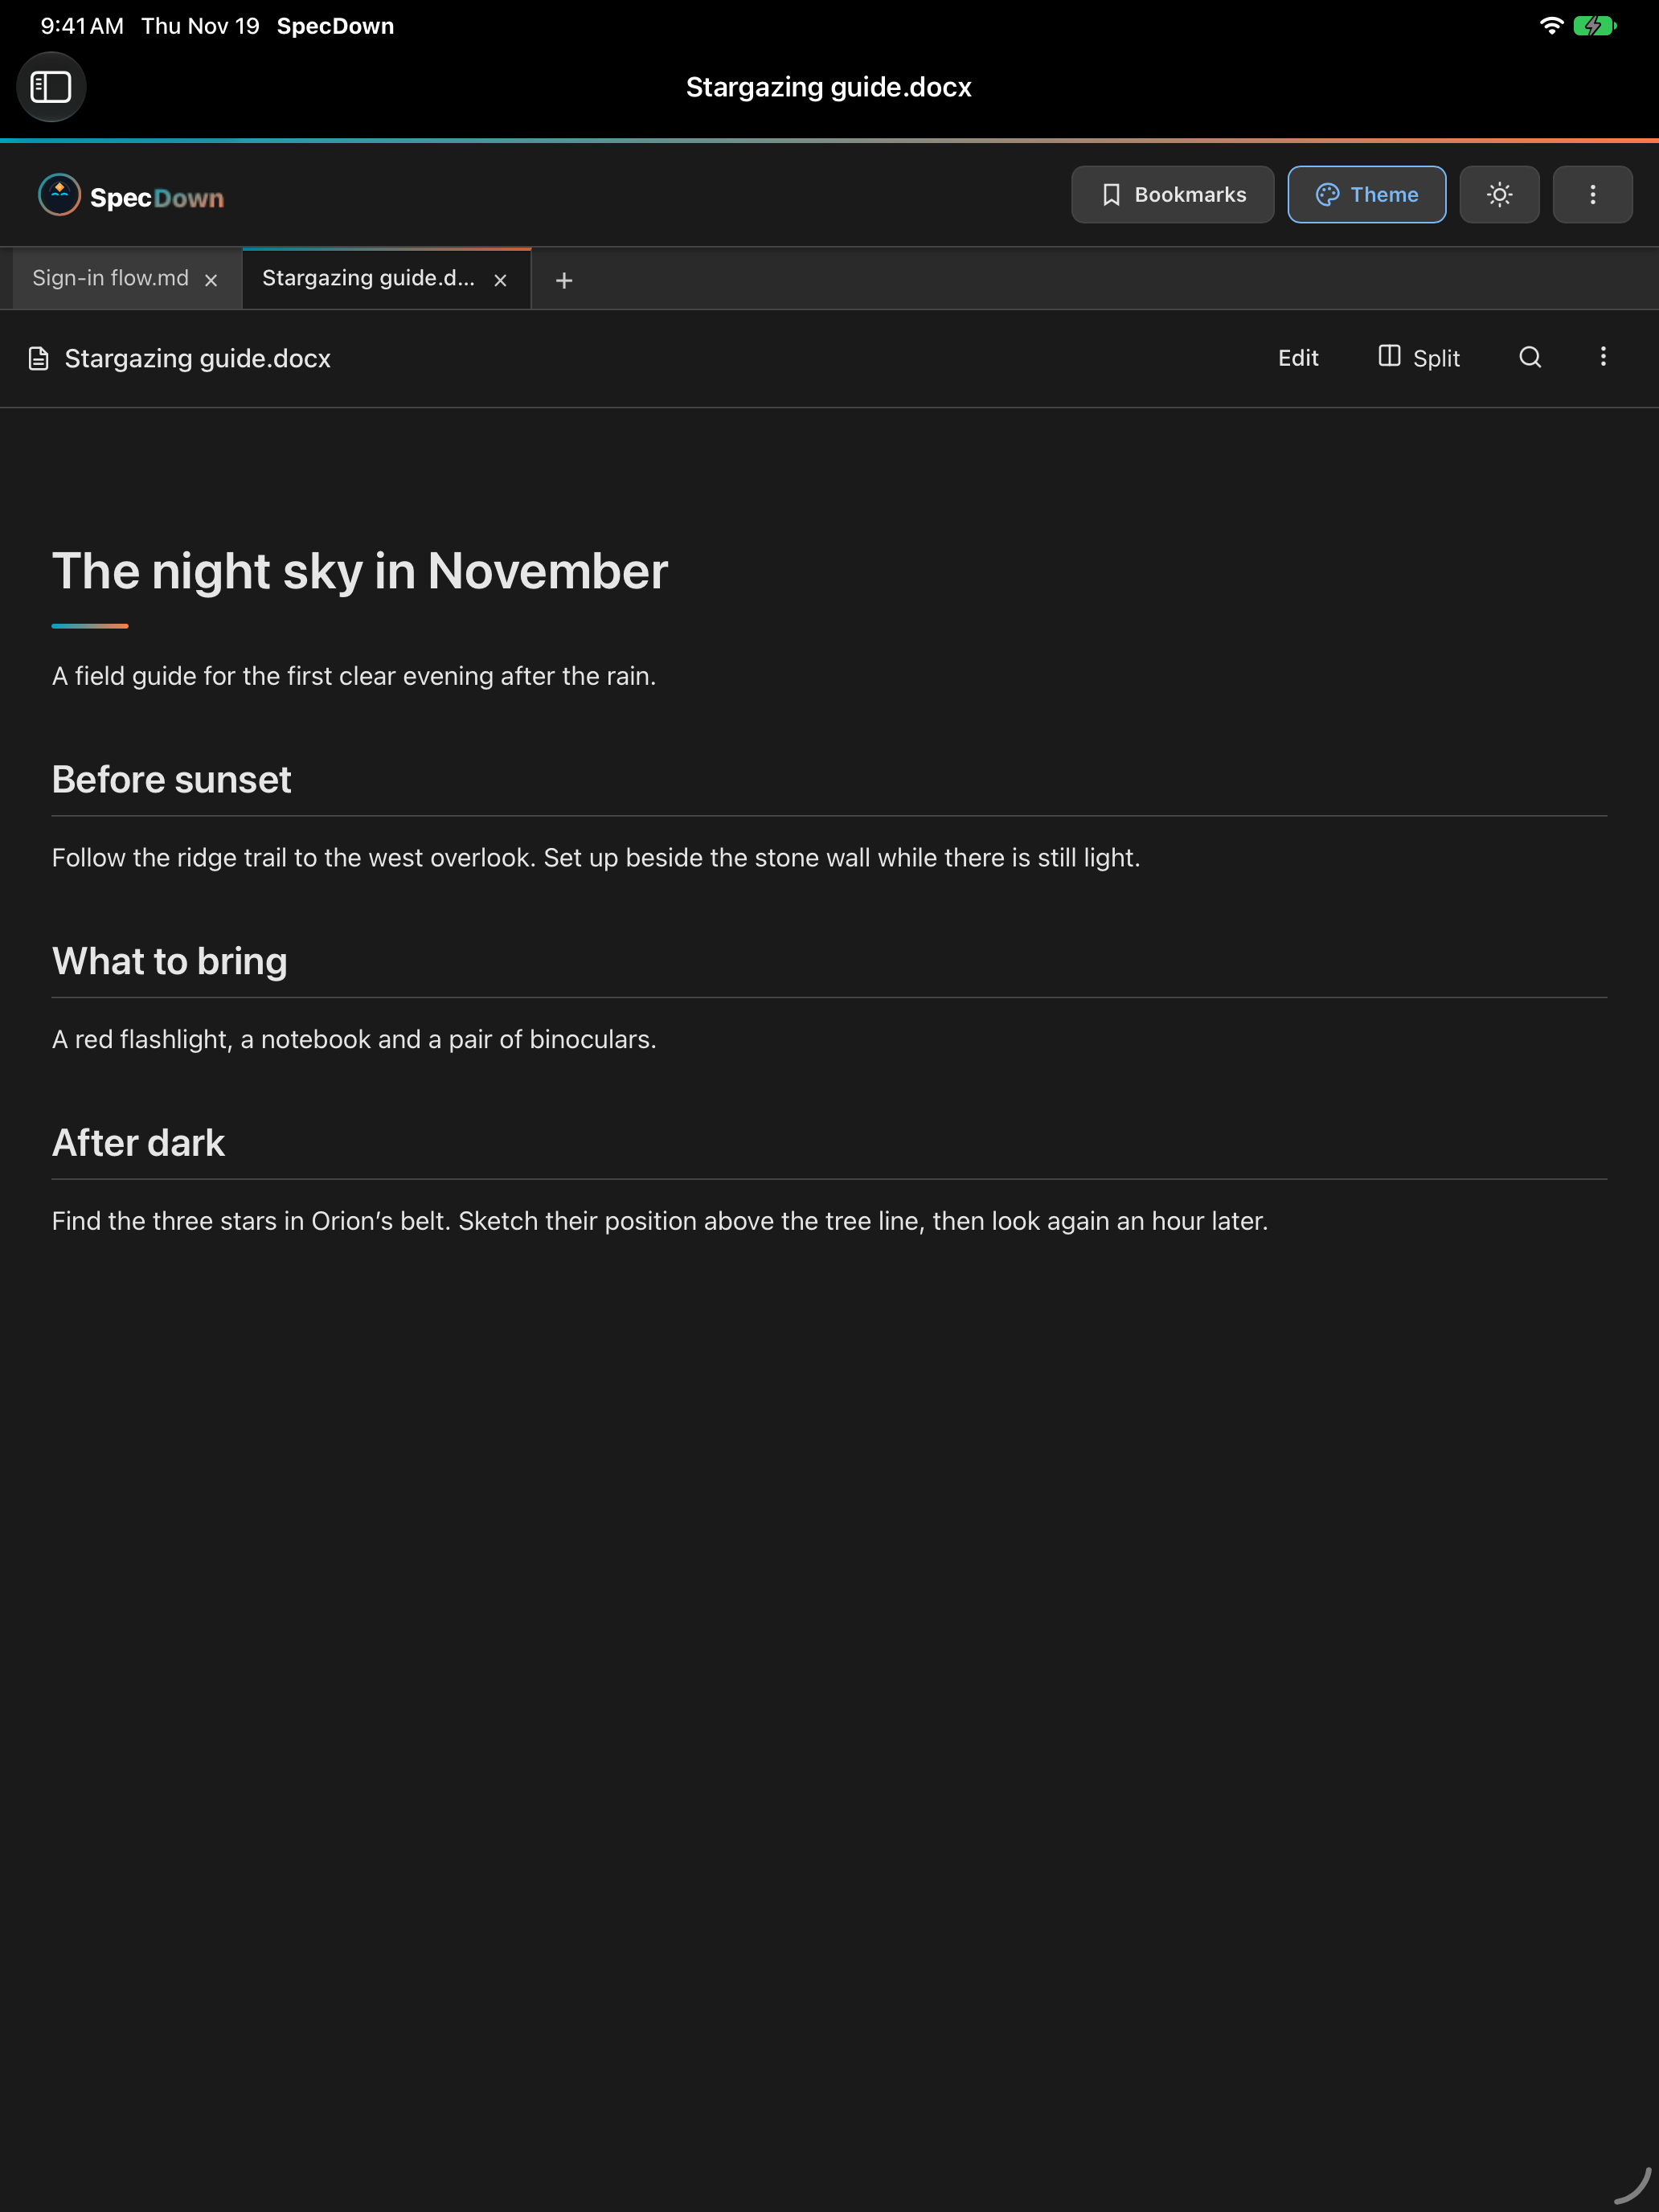 9:41 AM Thu Nov 19 SpecDown
Stargazing guide.docx
SpecDown
Bookmarks
Theme
Sign-in flow.md
Stargazing guide.d...
Stargazing guide.docx
Edit
Split
The night sky in November
A field guide for the first clear evening after the rain.
Before sunset
Follow the ridge trail to the west overlook. Set up beside the stone wall while there is still light.
What to bring
A red flashlight, a notebook and a pair of binoculars.
After dark
Find the three stars in Orion’s belt. Sketch their position above the tree line, then look again an hour later.